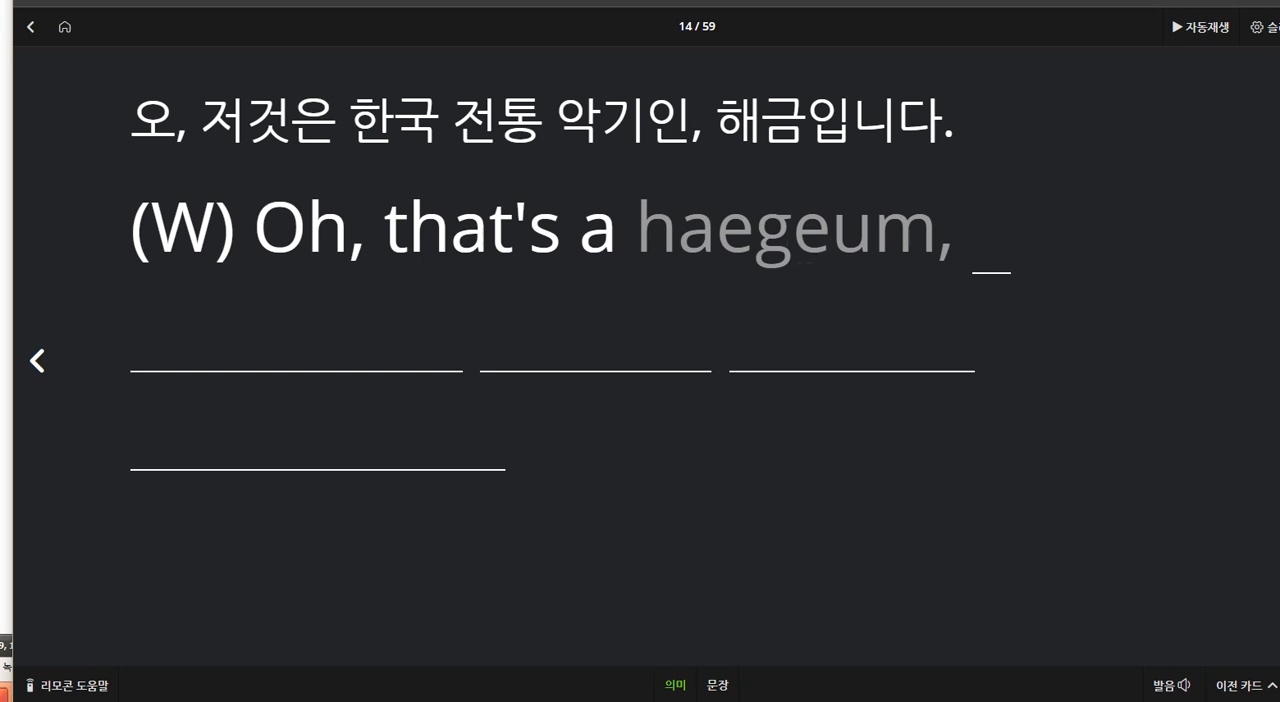 14 / 59
▶ 자동재생
오, 저것은 한국 전통 악기인, 해금입니다.
(W) Oh, that's a haegeum,
리모콘 도움말
의미
문장
발음
이전 카드